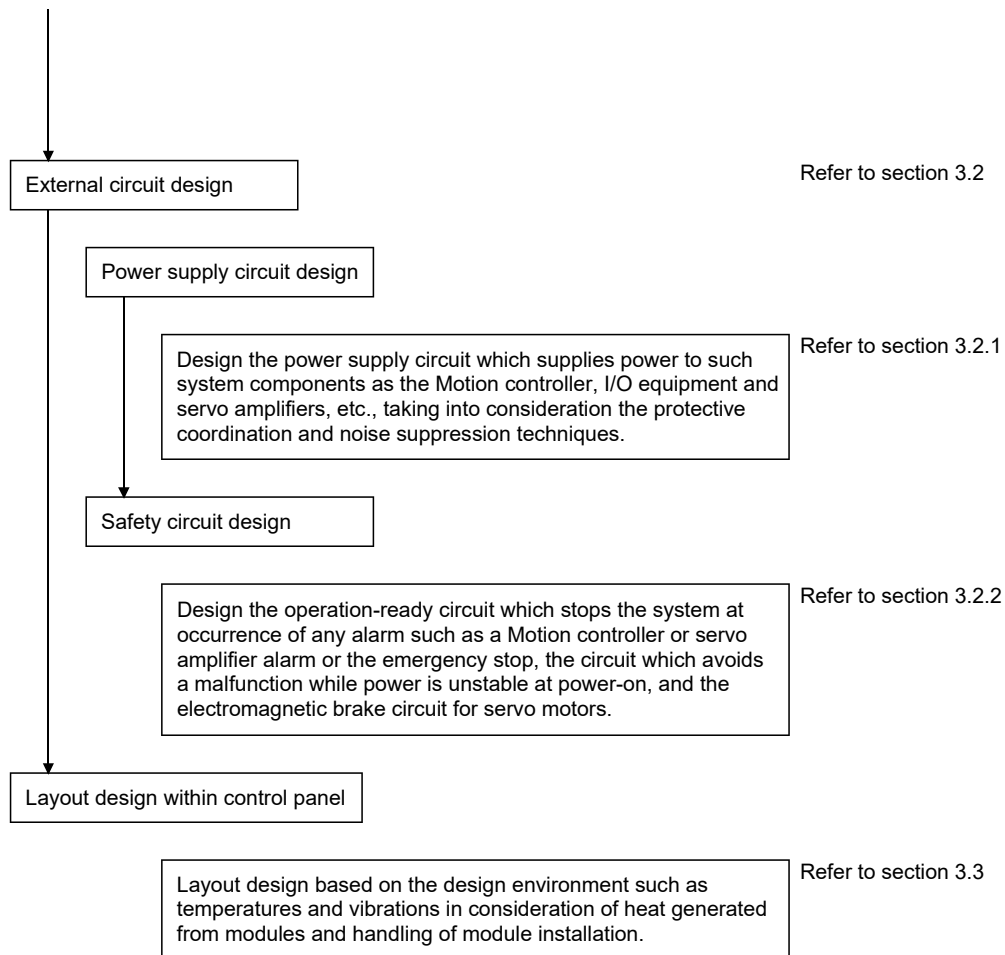 External circuit design
Refer to section 3.2
Power supply circuit design
Design the power supply circuit which supplies power to such
system components as the Motion controller, I/O equipment and
servo amplifiers, etc., taking into consideration the protective
coordination and noise suppression techniques.
Refer to section 3.2.1
Safety circuit design
Design the operation-ready circuit which stops the system at
occurrence of any alarm such as a Motion controller or servo
amplifier alarm or the emergency stop, the circuit which avoids
a malfunction while power is unstable at power-on, and the
electromagnetic brake circuit for servo motors.
Refer to section 3.2.2
Layout design within control panel
Layout design based on the design environment such as
temperatures and vibrations in consideration of heat generated
from modules and handling of module installation.
Refer to section 3.3